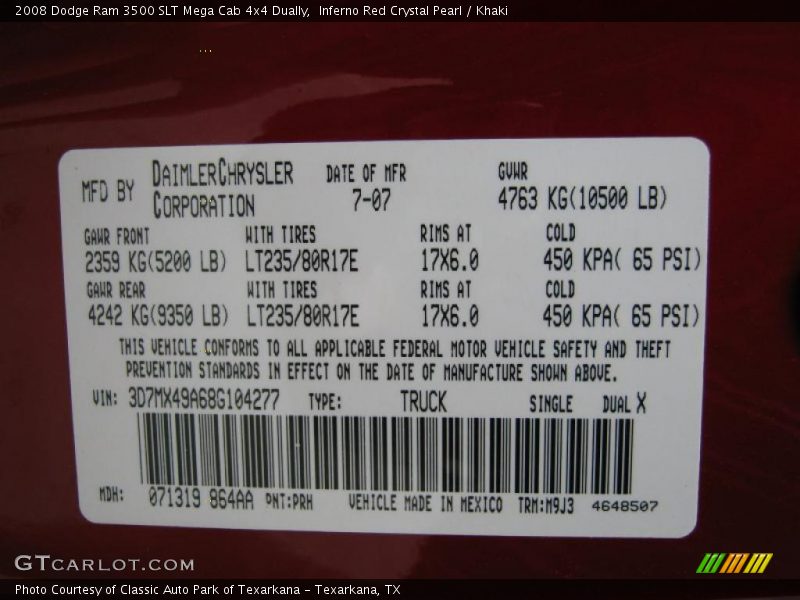 2008 Dodge Ram 3500 SLT Mega Cab 4x4 Dually,  Inferno Red Crystal Pearl / Khaki
MFD BY DAIMLERCHRYSLER CORPORATION DATE OF MFR 7-07 GVWR 4763 KG(10500 LB)
GAWR FRONT WITH TIRES RIMS AT COLD
2359 KG(5200 LB) LT235/80R17E 17X6.0 450 KPA( 65 PSI)
GAWR REAR WITH TIRES RIMS AT COLD
4242 KG(9350 LB) LT235/80R17E 17X6.0 450 KPA( 65 PSI)
THIS VEHICLE CONFORMS TO ALL APPLICABLE FEDERAL MOTOR VEHICLE SAFETY AND THEFT
PREVENTION STANDARDS IN EFFECT ON THE DATE OF MANUFACTURE SHOWN ABOVE.
VIN: 3D7MX49A68G104277 TYPE: TRUCK SINGLE DUAL X
MDH: 071319 864AA PNT:PRH VEHICLE MADE IN MEXICO TRM:M9J3 4648507
GTCARLOT.COM
Photo Courtesy of Classic Auto Park of Texarkana - Texarkana, TX